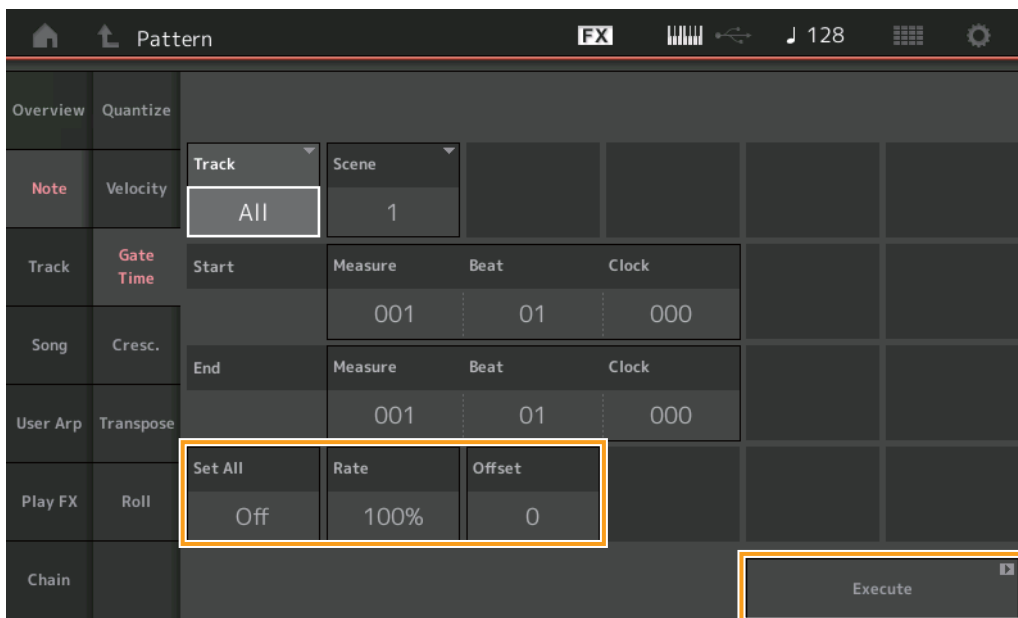 Pattern FX ♩ 128
Overview Quantize
Track Scene
Note Velocity
All 1
Track Gate Time Start Measure Beat Clock
001 01 000
Song Cresc.
End Measure Beat Clock
User Arp Transpose 001 01 000
Set All Rate Offset
Play FX Roll Off 100% 0
Chain Execute